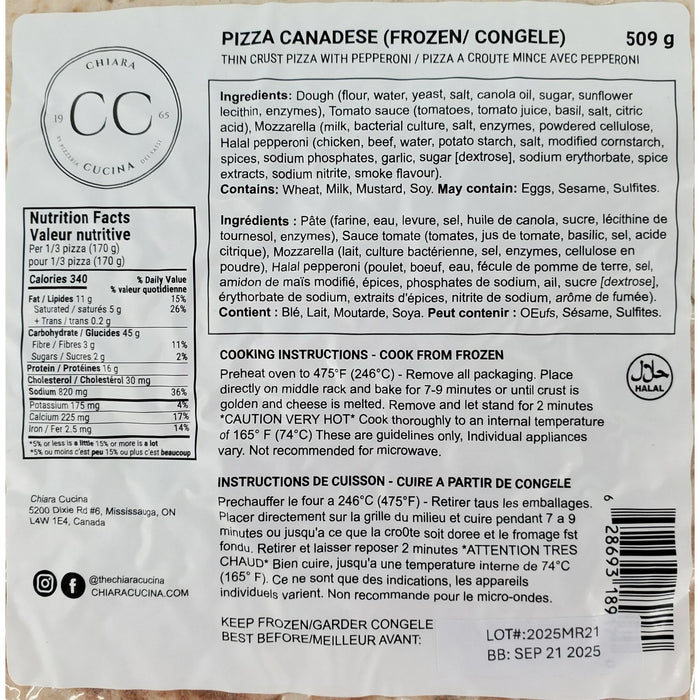 PIZZA CANADESE (FROZEN/ CONGELE) 509 g
THIN CRUST PIZZA WITH PEPPERONI / PIZZA A CROUTE MINCE AVEC PEPPERONI
CHIARA
19 CC 65
CUCINA
Ingredients: Dough (flour, water, yeast, salt, canola oil, sugar, sunflower
lecithin, enzymes), Tomato sauce (tomatoes, tomato juice, basil, salt, citric
acid), Mozzarella (milk, bacterial culture, salt, enzymes, powdered cellulose,
Halal pepperoni (chicken, beef, water, potato starch, salt, modified cornstarch,
spices, sodium phosphates, garlic, sugar [dextrose], sodium erythorbate, spice
extracts, sodium nitrite, smoke flavour).
Contains: Wheat, Milk, Mustard, Soy. May contain: Eggs, Sesame, Sulfites.
Ingrédients : Pâte (farine, eau, levure, sel, huile de canola, sucre, lécithine de
tournesol, enzymes), Sauce tomate (tomates, jus de tomate, basilic, sel, acide
citrique), Mozzarella (lait, culture bactérienne, sel, enzymes, cellulose en
poudre), Halal pepperoni (poulet, boeuf, eau, fécule de pomme de terre, sel,
amidon de maïs modifié, épices, phosphates de sodium, ail, sucre [dextrose],
érythorbate de sodium, extraits d'épices, nitrite de sodium, arôme de fumée).
Contient : Blé, Lait, Moutarde, Soya. Peut contenir : OEufs, Sésame, Sulfites.
Nutrition Facts
Valeur nutritive
Per 1/3 pizza (170 g)
pour 1/3 pizza (170 g)
Calories 340 % Daily Value
% valeur quotidienne
Fat / Lipides 11 g 15%
Saturated / saturés 5 g 26%
+ Trans / trans 0.2 g
Carbohydrate / Glucides 45 g
Fibre / Fibres 3 g 11%
Sugars / Sucres 2 g 2%
Protein / Protéines 16 g
Cholesterol / Cholestérol 30 mg
Sodium 820 mg 36%
Potassium 175 mg 4%
Calcium 225 mg 17%
Iron / Fer 2.5 mg 14%
*5% or less is a little 15% or more is a lot
*5% ou moins c'est peu 15% ou plus c'est beaucoup
COOKING INSTRUCTIONS - COOK FROM FROZEN
Preheat oven to 475°F (246°C) - Remove all packaging. Place
directly on middle rack and bake for 7-9 minutes or until crust is
golden and cheese is melted. Remove and let stand for 2 minutes
*CAUTION VERY HOT* Cook thoroughly to an internal temperature
of 165° F (74°C) These are guidelines only, Individual appliances
vary. Not recommended for microwave.
حلال
HALAL
INSTRUCTIONS DE CUISSON - CUIRE A PARTIR DE CONGELE
Prechauffer le four a 246°C (475°F) - Retirer taus les emballages.
Placer directement sur la grille du milieu et cuire pendant 7 a 9
minutes ou jusqu'a ce que la cro0te soit doree et le fromage fst
fondu. Retirer et laisser reposer 2 minutes *ATTENTION TRES
CHAUD* Bien cuire, jusqu'a une temperature interne de 74°C
(165° F). Ce ne sont que des indications, les appareils
individuels varient. Non recommande pour le micro-ondes.
Chiara Cucina
5200 Dixie Rd #6, Mississauga, ON
L4W 1E4, Canada
@thechiaracucina
CHIARACUCINA.COM
KEEP FROZEN/GARDER CONGELE
BEST BEFORE/MEILLEUR AVANT:
LOT#:2025MR21
BB: SEP 21 2025
6 28693 189